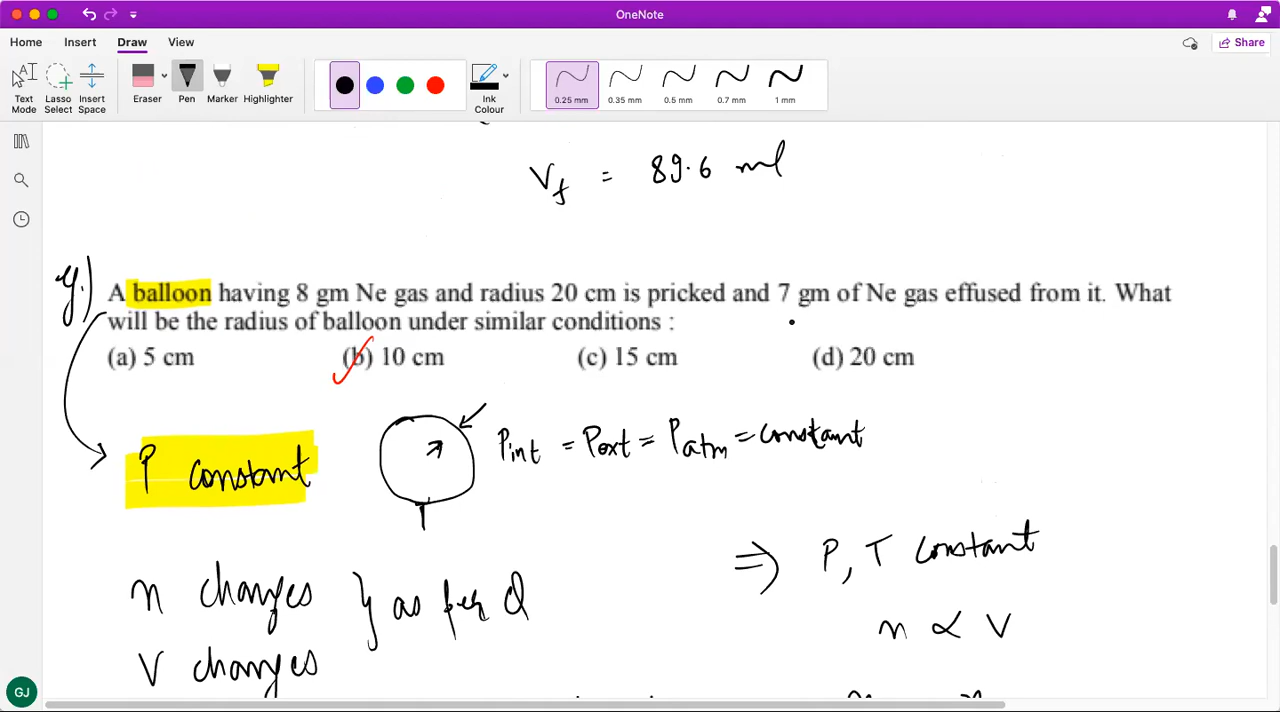 OneNote
Home Insert Draw View
Share
Text Mode
Lasso Select
Insert Space
Eraser
Pen
Marker
Highlighter
Ink Colour
0.25 mm
0.35 mm
0.5 mm
0.7 mm
1 mm
Vf = 89.6 ml
A balloon having 8 gm Ne gas and radius 20 cm is pricked and 7 gm of Ne gas effused from it. What
will be the radius of balloon under similar conditions :
(a) 5 cm (b) 10 cm (c) 15 cm (d) 20 cm
P constant
Pint = Pext = Patm = constant
⇒ P, T constant
n changes } as per Q
n ∝ V
V changes
GJ